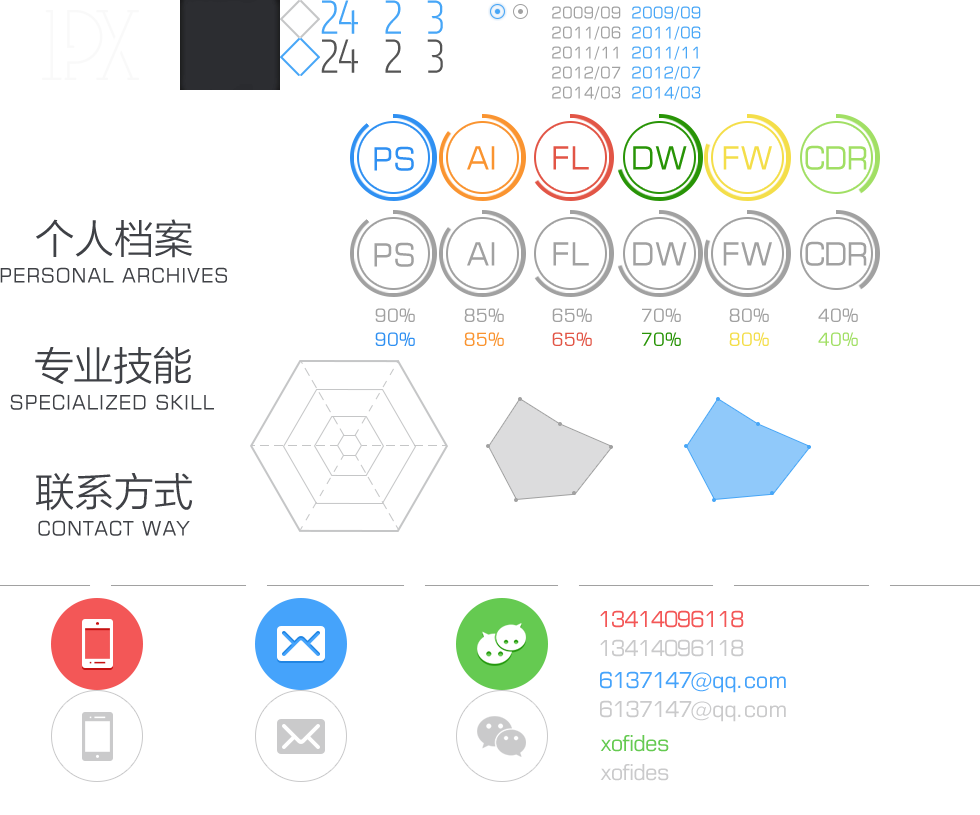 IPX
24 2 3
24 2 3
2009/09 2009/09
2011/06 2011/06
2011/11 2011/11
2012/07 2012/07
2014/03 2014/03
PS AI FL DW FW CDR
个人档案
PERSONAL ARCHIVES
PS AI FL DW FW CDR
90% 85% 65% 70% 80% 40%
90% 85% 65% 70% 80% 40%
专业技能
SPECIALIZED SKILL
联系方式
CONTACT WAY
13414096118
13414096118
6137147@qq.com
6137147@qq.com
xofides
xofides